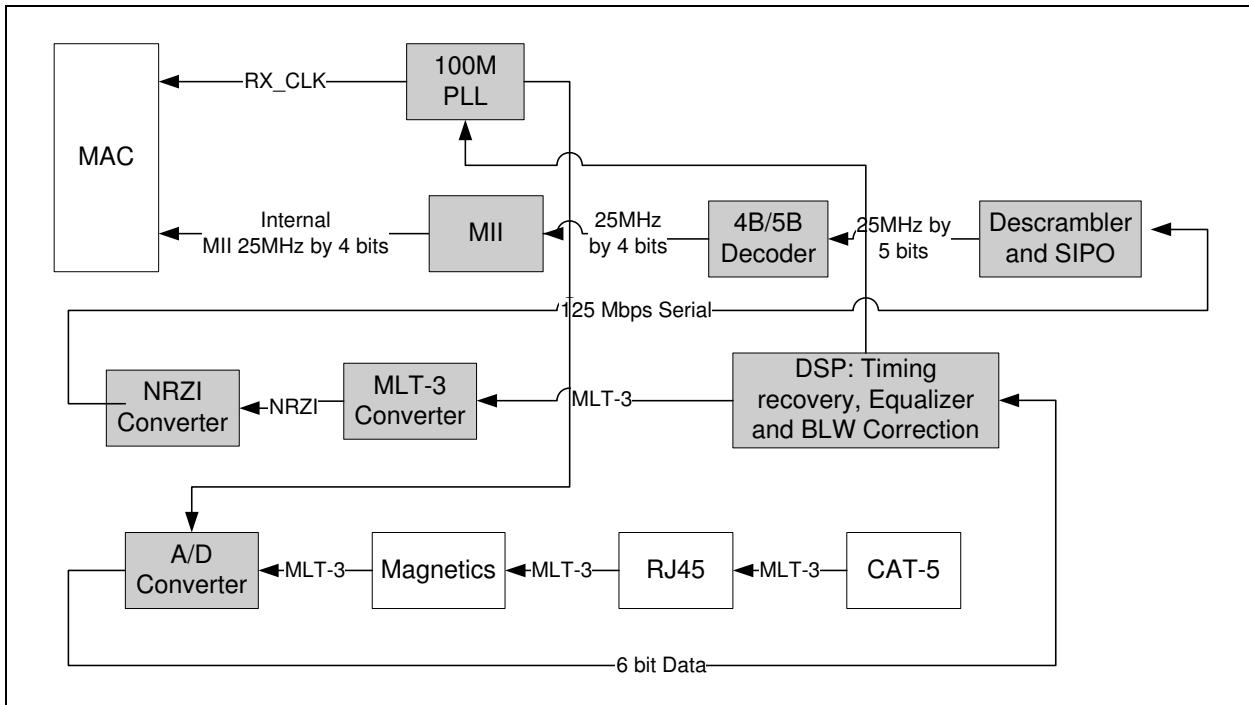 100M
PLL
RX_CLK
MAC
Internal
MII 25MHz by 4 bits
MII
25MHz
by 4 bits
4B/5B
Decoder
25MHz by
5 bits
Descrambler
and SIPO
125 Mbps Serial
NRZI
Converter
NRZI
MLT-3
Converter
MLT-3
DSP: Timing
recovery, Equalizer
and BLW Correction
A/D
Converter
MLT-3
Magnetics
MLT-3
RJ45
MLT-3
CAT-5
6 bit Data